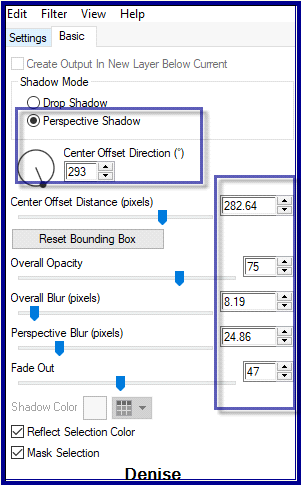 Edit Filter View Help
Settings Basic
Create Output In New Layer Below Current
Shadow Mode
Drop Shadow
Perspective Shadow
Center Offset Direction (°)
293
Center Offset Distance (pixels)
282.64
Reset Bounding Box
Overall Opacity
75
Overall Blur (pixels)
8.19
Perspective Blur (pixels)
24.86
Fade Out
47
Shadow Color
Reflect Selection Color
Mask Selection
Denise